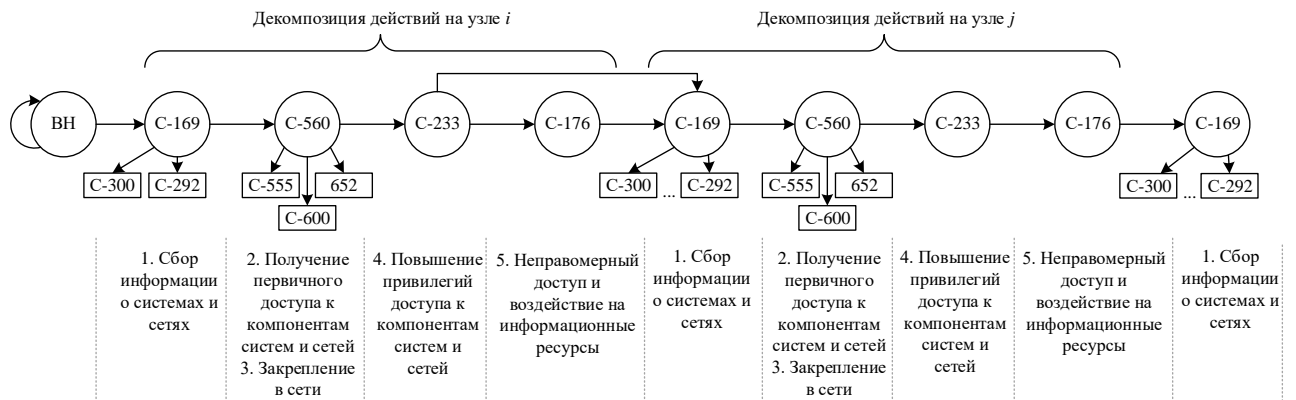 Декомпозиция действий на узле i
Декомпозиция действий на узле j
ВН
С-169
С-560
С-233
С-176
С-169
С-560
С-233
С-176
С-169
С-300
С-292
С-555
652
С-600
С-300
...
С-292
С-555
652
С-600
С-300
...
С-292
1. Сбор
информации
о системах и
сетях
2. Получение
первичного
доступа к
компонентам
систем и сетей
3. Закрепление
в сети
4. Повышение
привилегий
доступа к
компонентам
систем и
сетей
5. Неправомерный
доступ и
воздействие на
информационные
ресурсы
1. Сбор
информации
о системах и
сетях
2. Получение
первичного
доступа к
компонентам
систем и сетей
3. Закрепление
в сети
4. Повышение
привилегий
доступа к
компонентам
систем и
сетей
5. Неправомерный
доступ и
воздействие на
информационные
ресурсы
1. Сбор
информации
о системах и
сетях